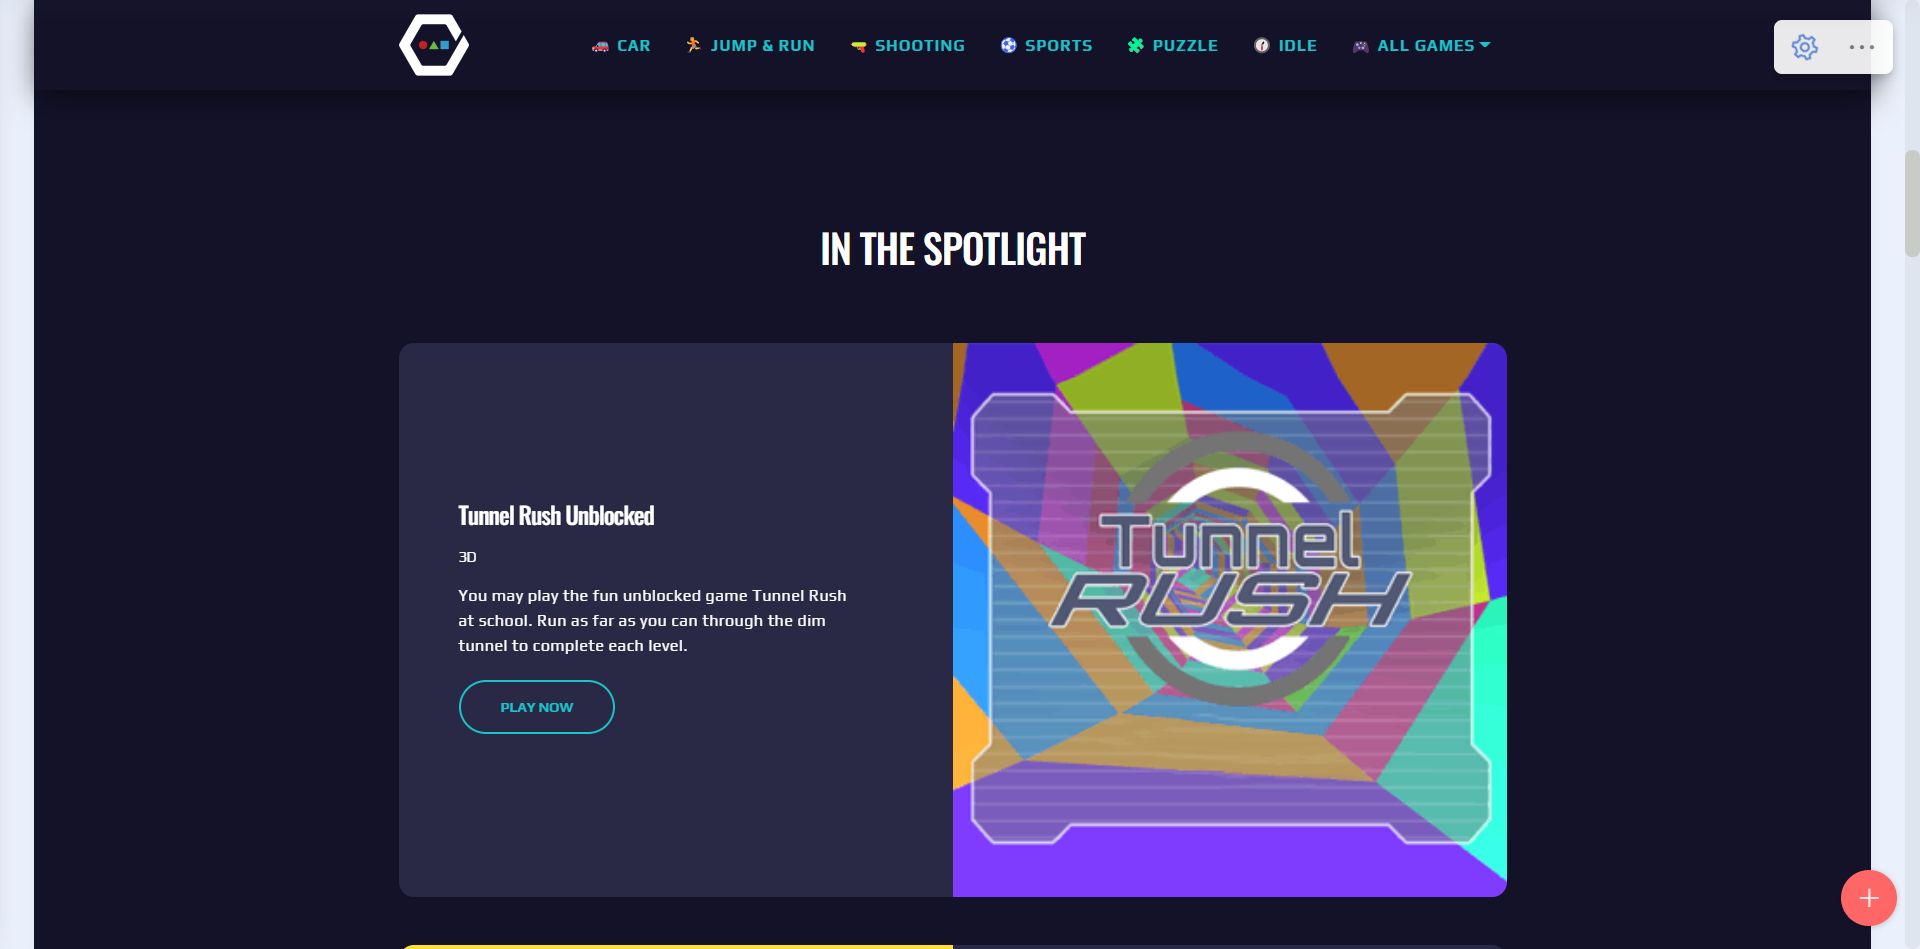 CAR JUMP & RUN SHOOTING SPORTS PUZZLE IDLE ALL GAMES
IN THE SPOTLIGHT
Tunnel Rush Unblocked
3D
You may play the fun unblocked game Tunnel Rush
at school. Run as far as you can through the dim
tunnel to complete each level.
PLAY NOW
Tunnel
RUSH